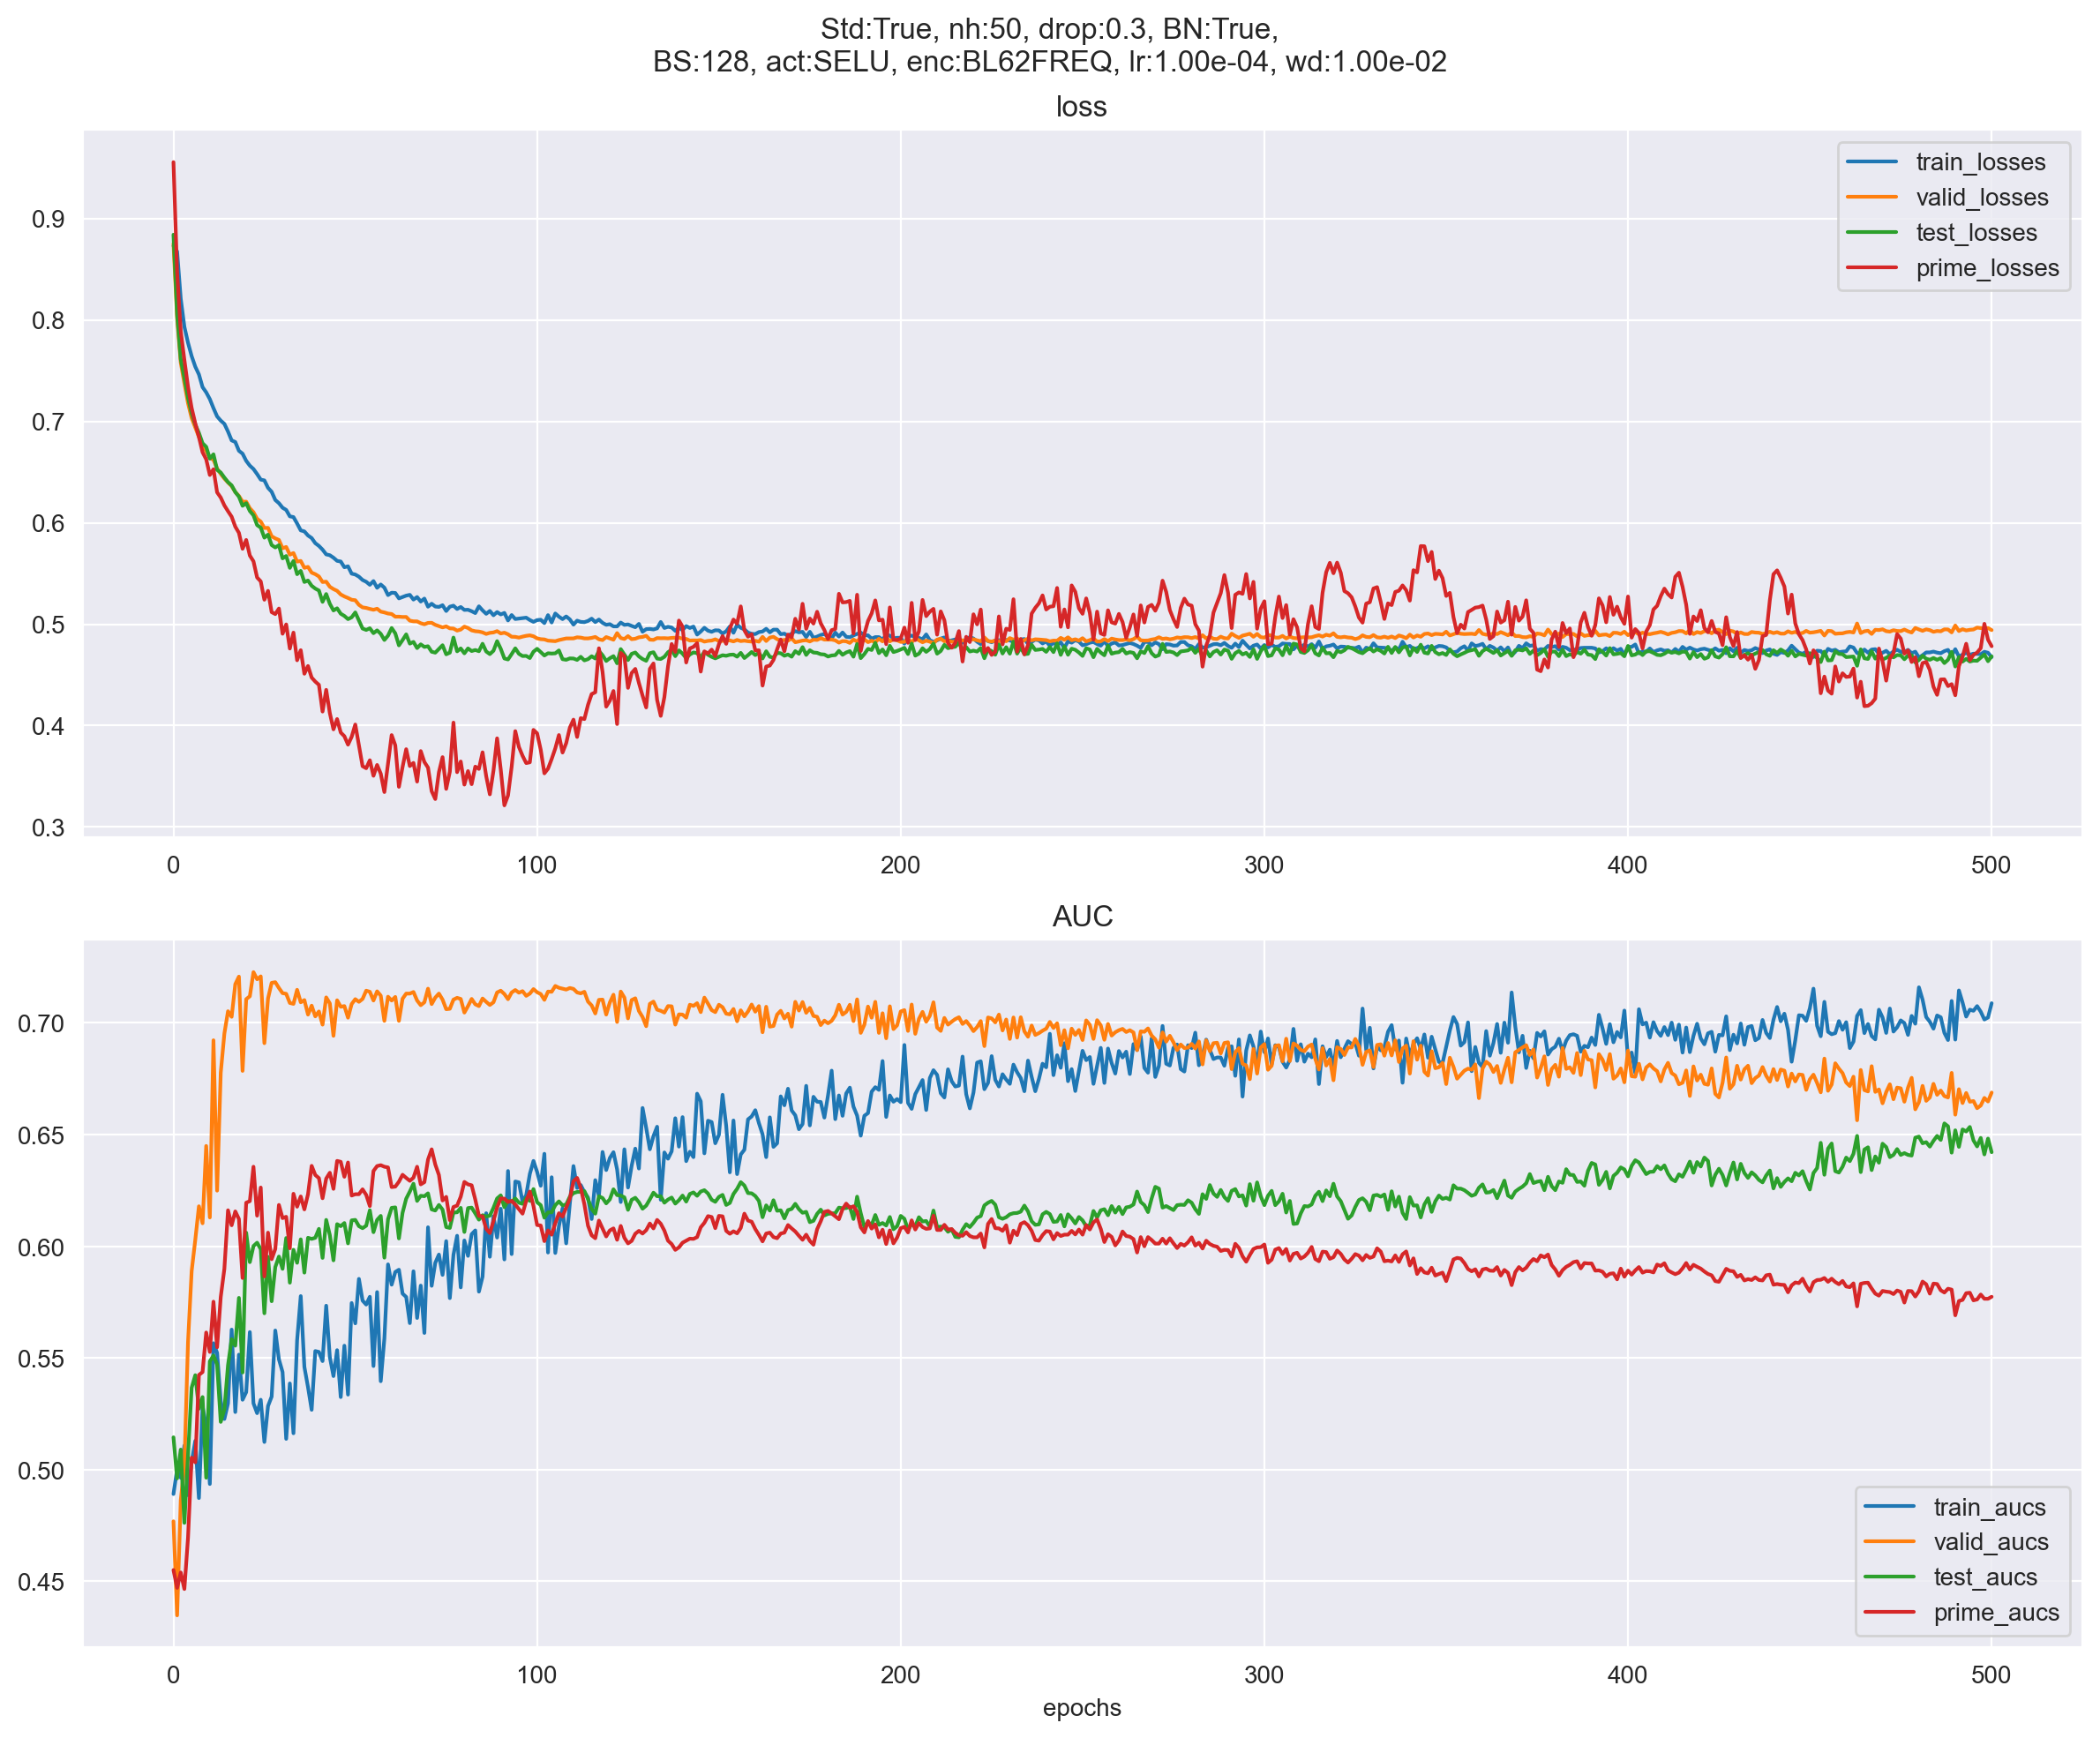 Std:True, nh:50, drop:0.3, BN:True,
BS:128, act:SELU, enc:BL62FREQ, lr:1.00e-04, wd:1.00e-02
loss
train_losses
valid_losses
test_losses
prime_losses
0.9
0.8
0.7
0.6
0.5
0.4
0.3
0 100 200 300 400 500
AUC
0.70
0.65
0.60
0.55
0.50
0.45
train_aucs
valid_aucs
test_aucs
prime_aucs
0 100 200 300 400 500
epochs